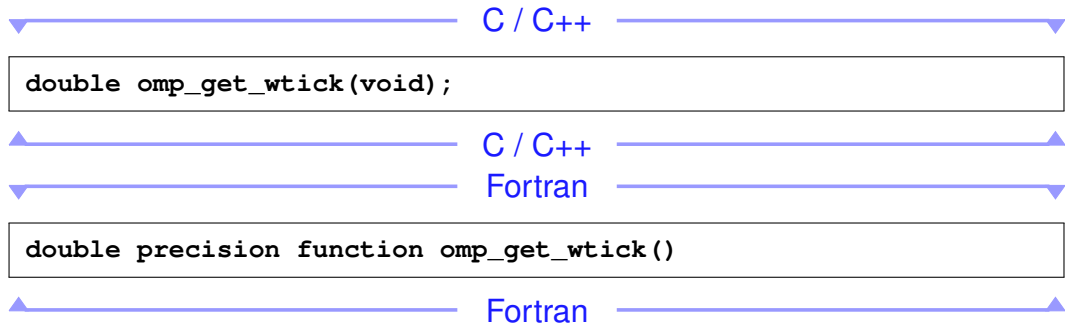 C / C++
double omp_get_wtick(void);
C / C++
Fortran
double precision function omp_get_wtick()
Fortran